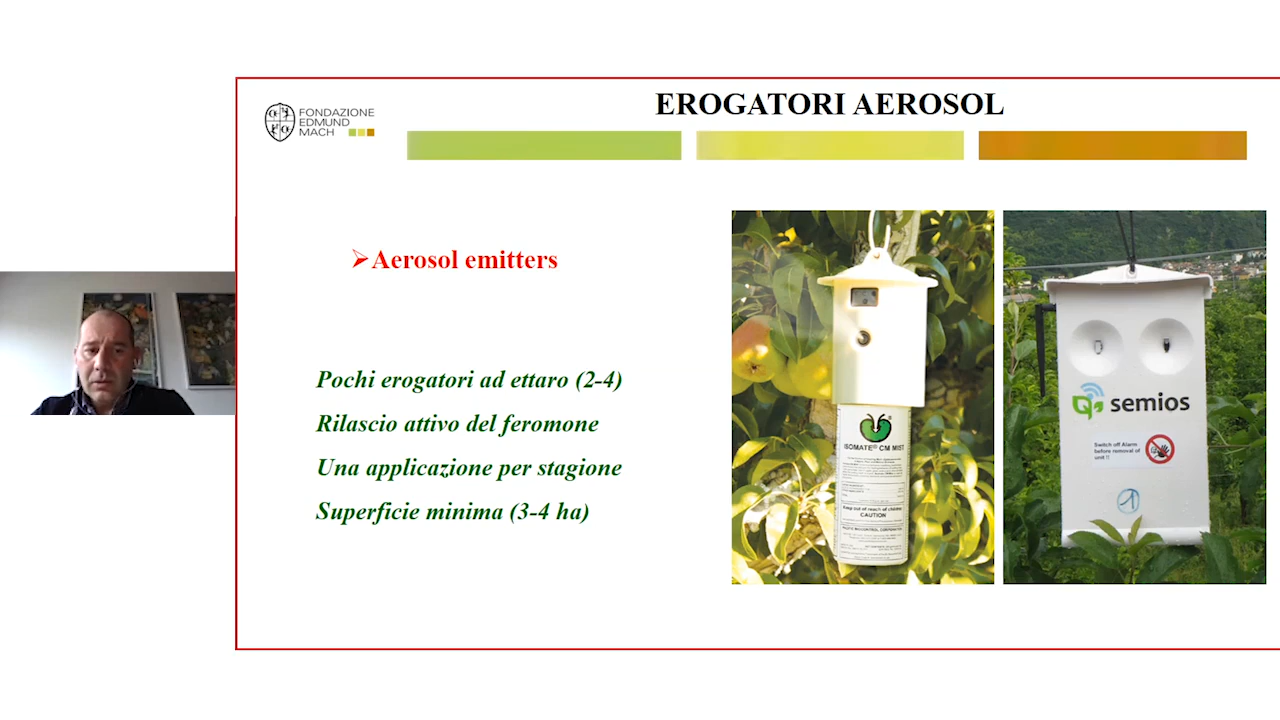 EROGATORI AEROSOL
FONDAZIONE
EDMUND
MACH
➢Aerosol emitters
Pochi erogatori ad ettaro (2-4)
Rilascio attivo del feromone
Una applicazione per stagione
Superficie minima (3-4 ha)
ISOMATE® CM MIST
Keep out of reach of children
CAUTION
semios
Switch off Alarm
before removal of
unit !!
1